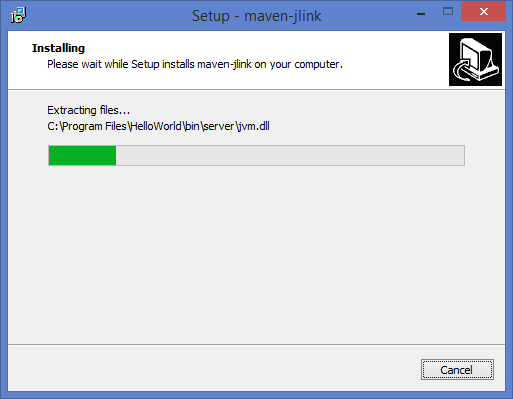 Setup - maven-jlink
Installing
Please wait while Setup installs maven-jlink on your computer.
Extracting files...
C:\Program Files\HelloWorld\bin\server\jvm.dll
Cancel